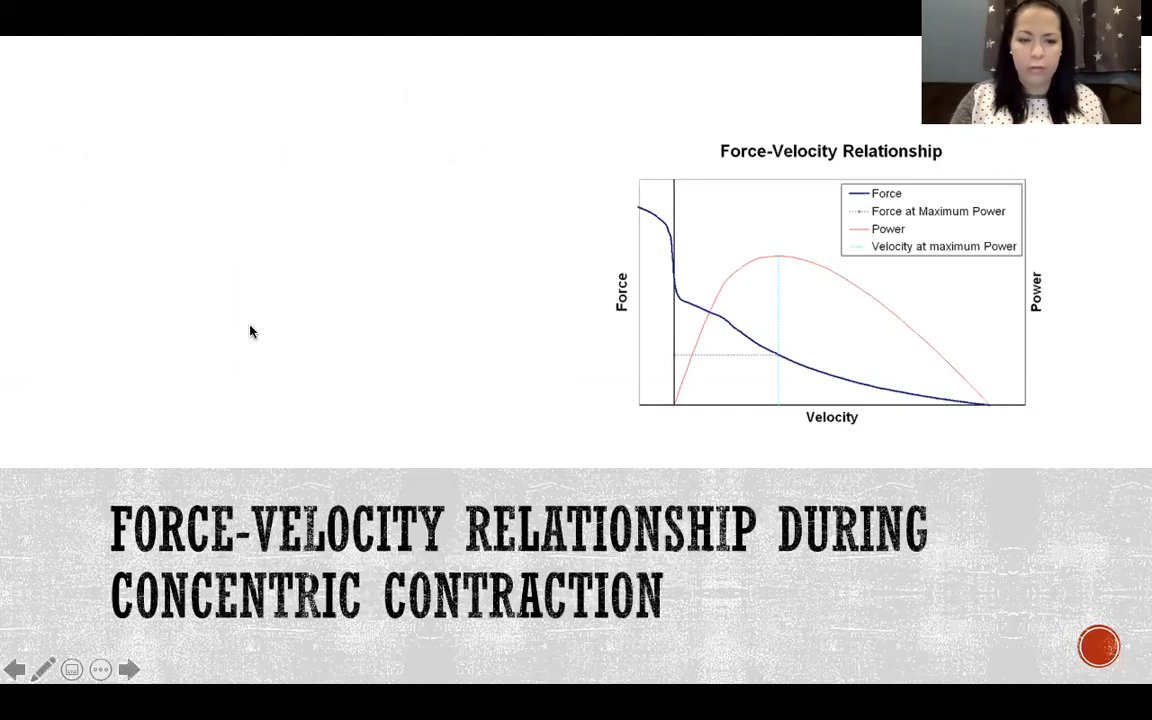 Force-Velocity Relationship
Force
Force at Maximum Power
Power
Velocity at maximum Power
Force
Power
Velocity
FORCE-VELOCITY RELATIONSHIP DURING
CONCENTRIC CONTRACTION